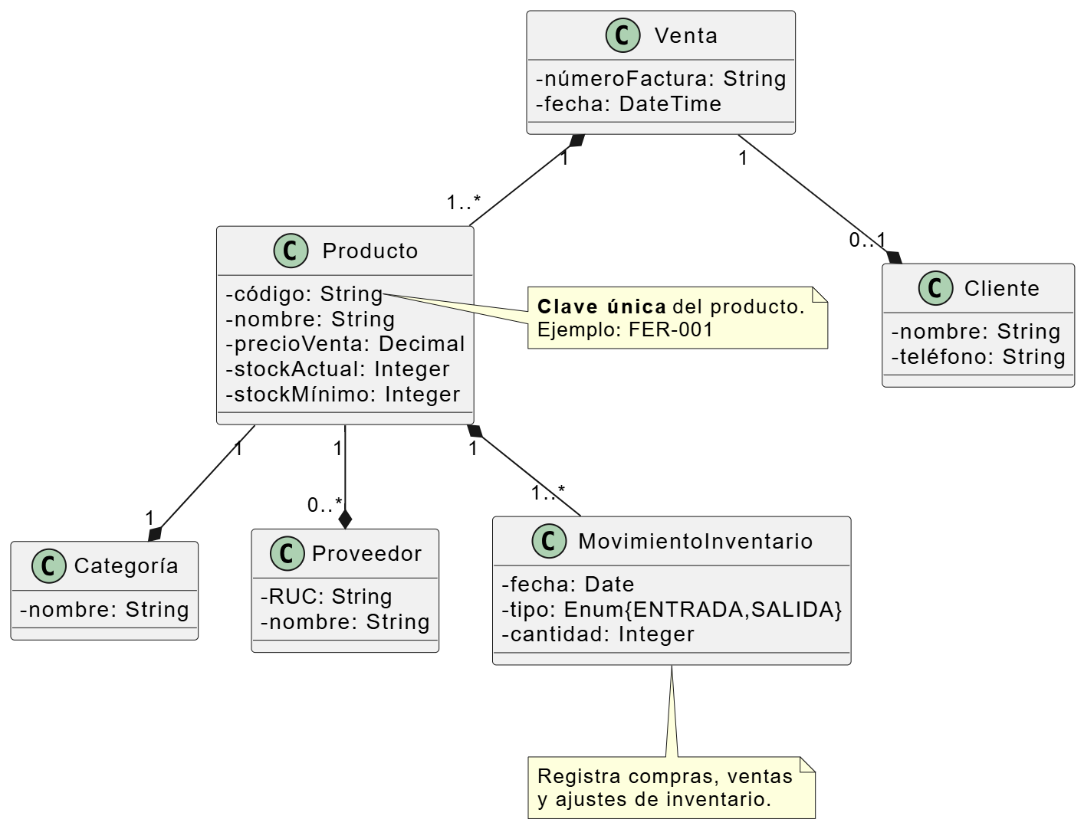 C Venta
-númeroFactura: String
-fecha: DateTime
1
1
1..*
0..1
C Producto
-código: String
-nombre: String
-precioVenta: Decimal
-stockActual: Integer
-stockMínimo: Integer
Clave única del producto.
Ejemplo: FER-001
C Cliente
-nombre: String
-teléfono: String
1
1
1
1
0..*
1..*
C Categoría
-nombre: String
C Proveedor
-RUC: String
-nombre: String
C MovimientoInventario
-fecha: Date
-tipo: Enum{ENTRADA,SALIDA}
-cantidad: Integer
Registra compras, ventas
y ajustes de inventario.